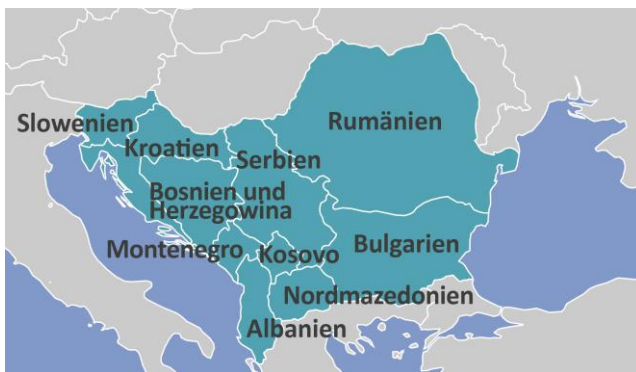 Slowenien
Rumänien
Kroatien
Serbien
Bosnien und
Herzegowina
Montenegro
Kosovo
Bulgarien
Nordmazedonien
Albanien